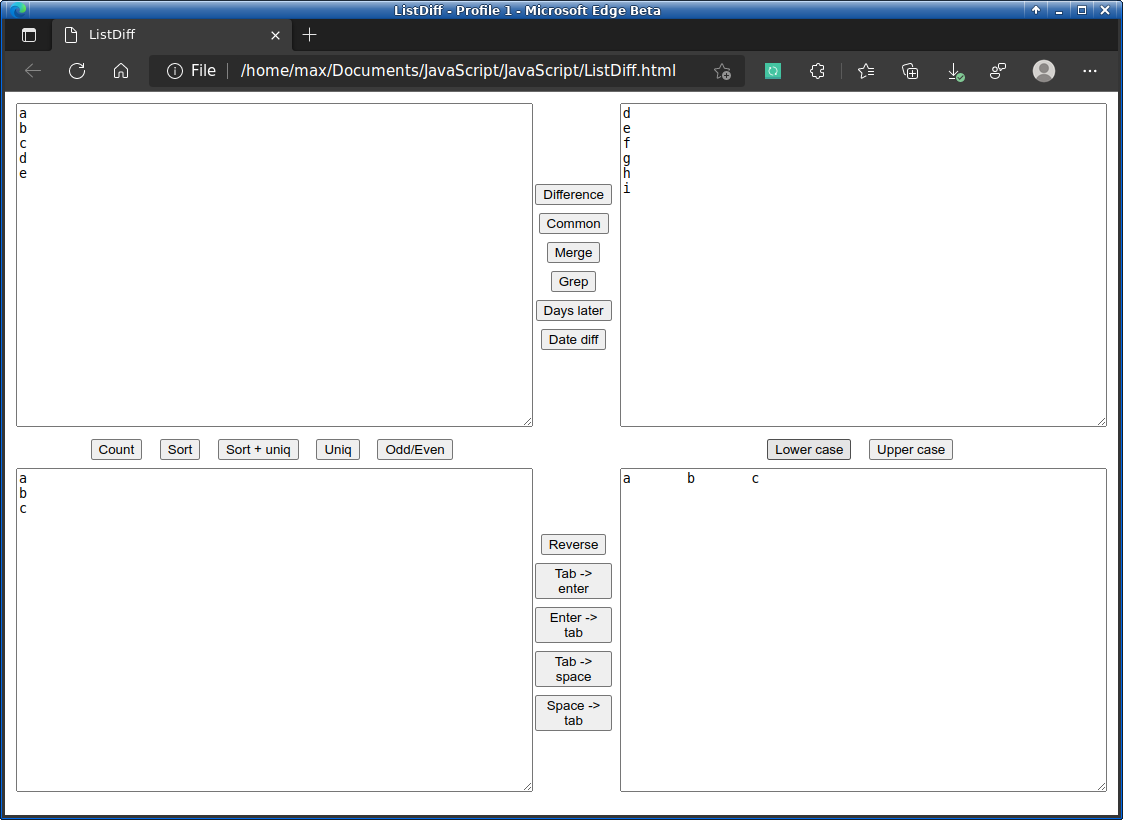 ListDiff - Profile 1 - Microsoft Edge Beta
ListDiff
File /home/max/Documents/JavaScript/JavaScript/ListDiff.html
a
b
c
d
e
Difference
Common
Merge
Grep
Days later
Date diff
d
e
f
g
h
i
Count Sort Sort + uniq Uniq Odd/Even
Lower case Upper case
a
b
c
Reverse
Tab ->
enter
Enter ->
tab
Tab ->
space
Space ->
tab
a b c